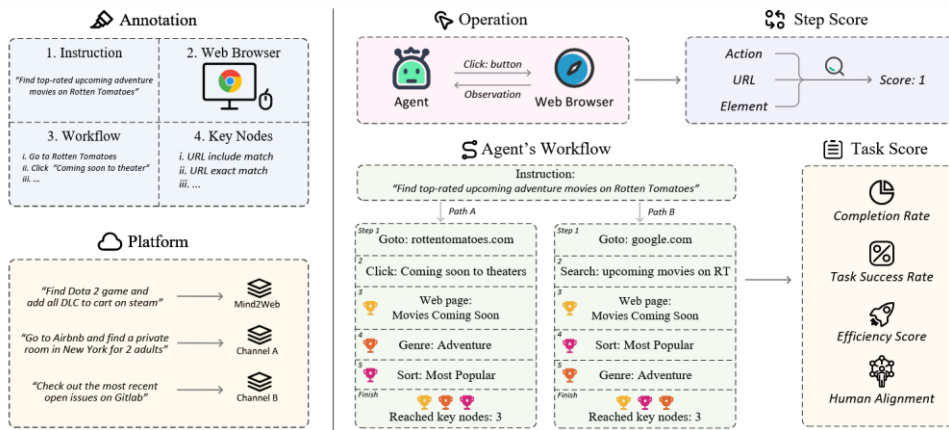 Annotation
1. Instruction
“Find top-rated upcoming adventure
movies on Rotten Tomatoes”
2. Web Browser
3. Workflow
i. Go to Rotten Tomatoes
ii. Click “Coming soon to theater”
iii. ...
4. Key Nodes
i. URL include match
ii. URL exact match
iii. ...
Platform
“Find Dota 2 game and
add all DLC to cart on steam”
Mind2Web
“Go to Airbnb and find a private
room in New York for 2 adults”
Channel A
“Check out the most recent
open issues on Gitlab”
Channel B
Operation
Agent
Click: button
Observation
Web Browser
Step Score
Action
URL
Element
Score: 1
Agent’s Workflow
Instruction:
“Find top-rated upcoming adventure movies on Rotten Tomatoes”
Path A
Step 1
Goto: rottentomatoes.com
2
Click: Coming soon to theaters
3
Web page:
Movies Coming Soon
4
Genre: Adventure
5
Sort: Most Popular
Finish
Reached key nodes: 3
Path B
Step 1
Goto: google.com
2
Search: upcoming movies on RT
3
Web page:
Movies Coming Soon
4
Sort: Most Popular
5
Genre: Adventure
Finish
Reached key nodes: 3
Task Score
Completion Rate
Task Success Rate
Efficiency Score
Human Alignment